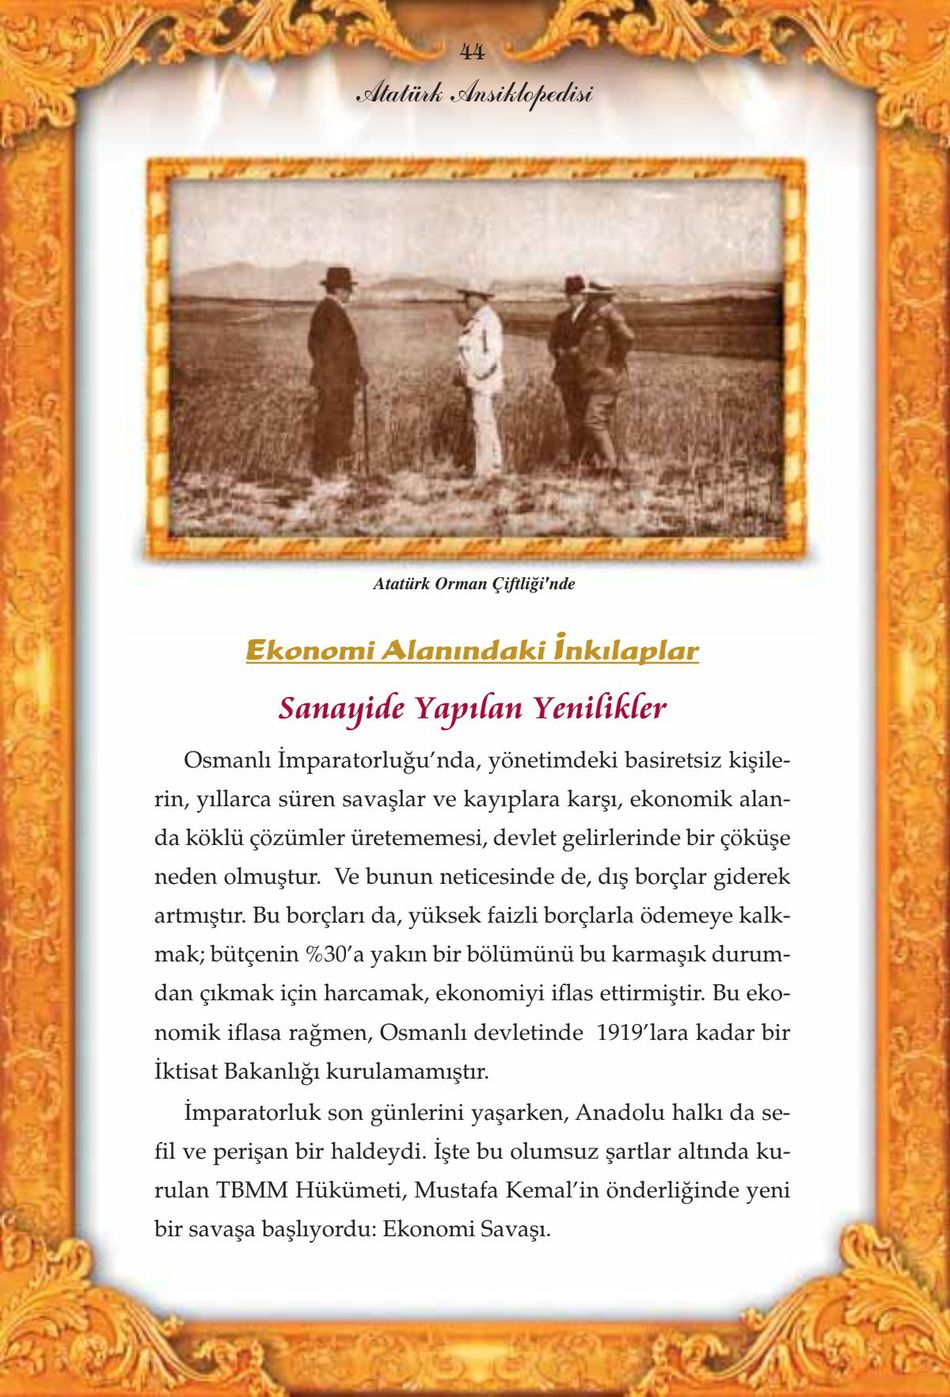 44
Atatürk Ansiklopedisi
Atatürk Orman Çiftliği'nde
Ekonomi Alanındaki İnkılaplar
Sanayide Yapılan Yenilikler
Osmanlı İmparatorluğu'nda, yönetimdeki basiretsiz kişile-
rin, yıllarca süren savaşlar ve kayıplara karşı, ekonomik alan-
da köklü çözümler üretememesi, devlet gelirlerinde bir çöküşe
neden olmuştur. Ve bunun neticesinde de, dış borçlar giderek
artmıştır. Bu borçları da, yüksek faizli borçlarla ödemeye kalk-
mak; bütçenin %30'a yakın bir bölümünü bu karmaşık durum-
dan çıkmak için harcamak, ekonomiyi iflas ettirmiştir. Bu eko-
nomik iflasa rağmen, Osmanlı devletinde 1919'lara kadar bir
İktisat Bakanlığı kurulamamıştır.
İmparatorluk son günlerini yaşarken, Anadolu halkı da se-
fil ve perişan bir haldeydi. İşte bu olumsuz şartlar altında ku-
rulan TBMM Hükümeti, Mustafa Kemal'in önderliğinde yeni
bir savaşa başlıyordu: Ekonomi Savaşı.